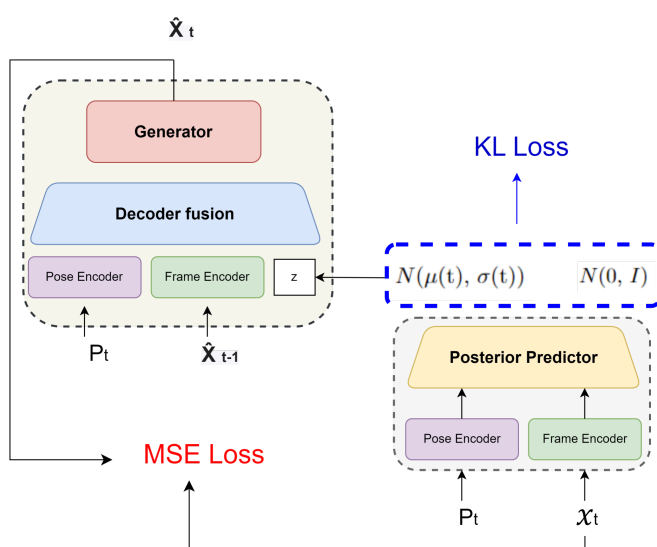 X̂ t
Generator
Decoder fusion
Pose Encoder
Frame Encoder
z
Pt
X̂ t-1
KL Loss
N(μ(t), σ(t))
N(0, I)
Posterior Predictor
Pose Encoder
Frame Encoder
Pt
xt
MSE Loss